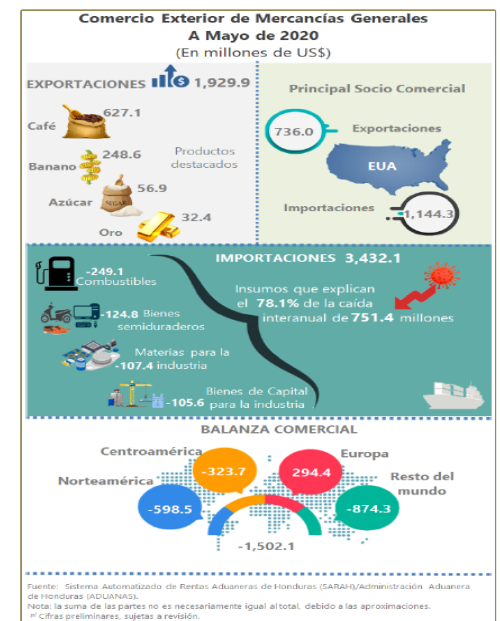 Comercio Exterior de Mercancías Generales
A Mayo de 2020
(En millones de US$)
EXPORTACIONES 1,929.9
627.1
Café
248.6
Banano
Productos
destacados
56.9
Azúcar
SUGAR
32.4
Oro
Principal Socio Comercial
736.0
Exportaciones
EUA
Importaciones
1,144.3
IMPORTACIONES 3,432.1
-249.1
Combustibles
-124.8 Bienes
semiduraderos
Materias para la
-107.4 industria
Bienes de Capital
-105.6 para la industria
Insumos que explican
el 78.1% de la caída
interanual de 751.4 millones
BALANZA COMERCIAL
Centroamérica
-323.7
Europa
294.4
Norteamérica
-598.5
Resto del
mundo
-874.3
-1,502.1
Fuente: Sistema Automatizado de Rentas Aduaneras de Honduras (SARAH)/Administración Aduanera
de Honduras (ADUANAS).
Nota: la suma de las partes no es necesariamente igual al total, debido a las aproximaciones.
p/ Cifras preliminares, sujetas a revisión.